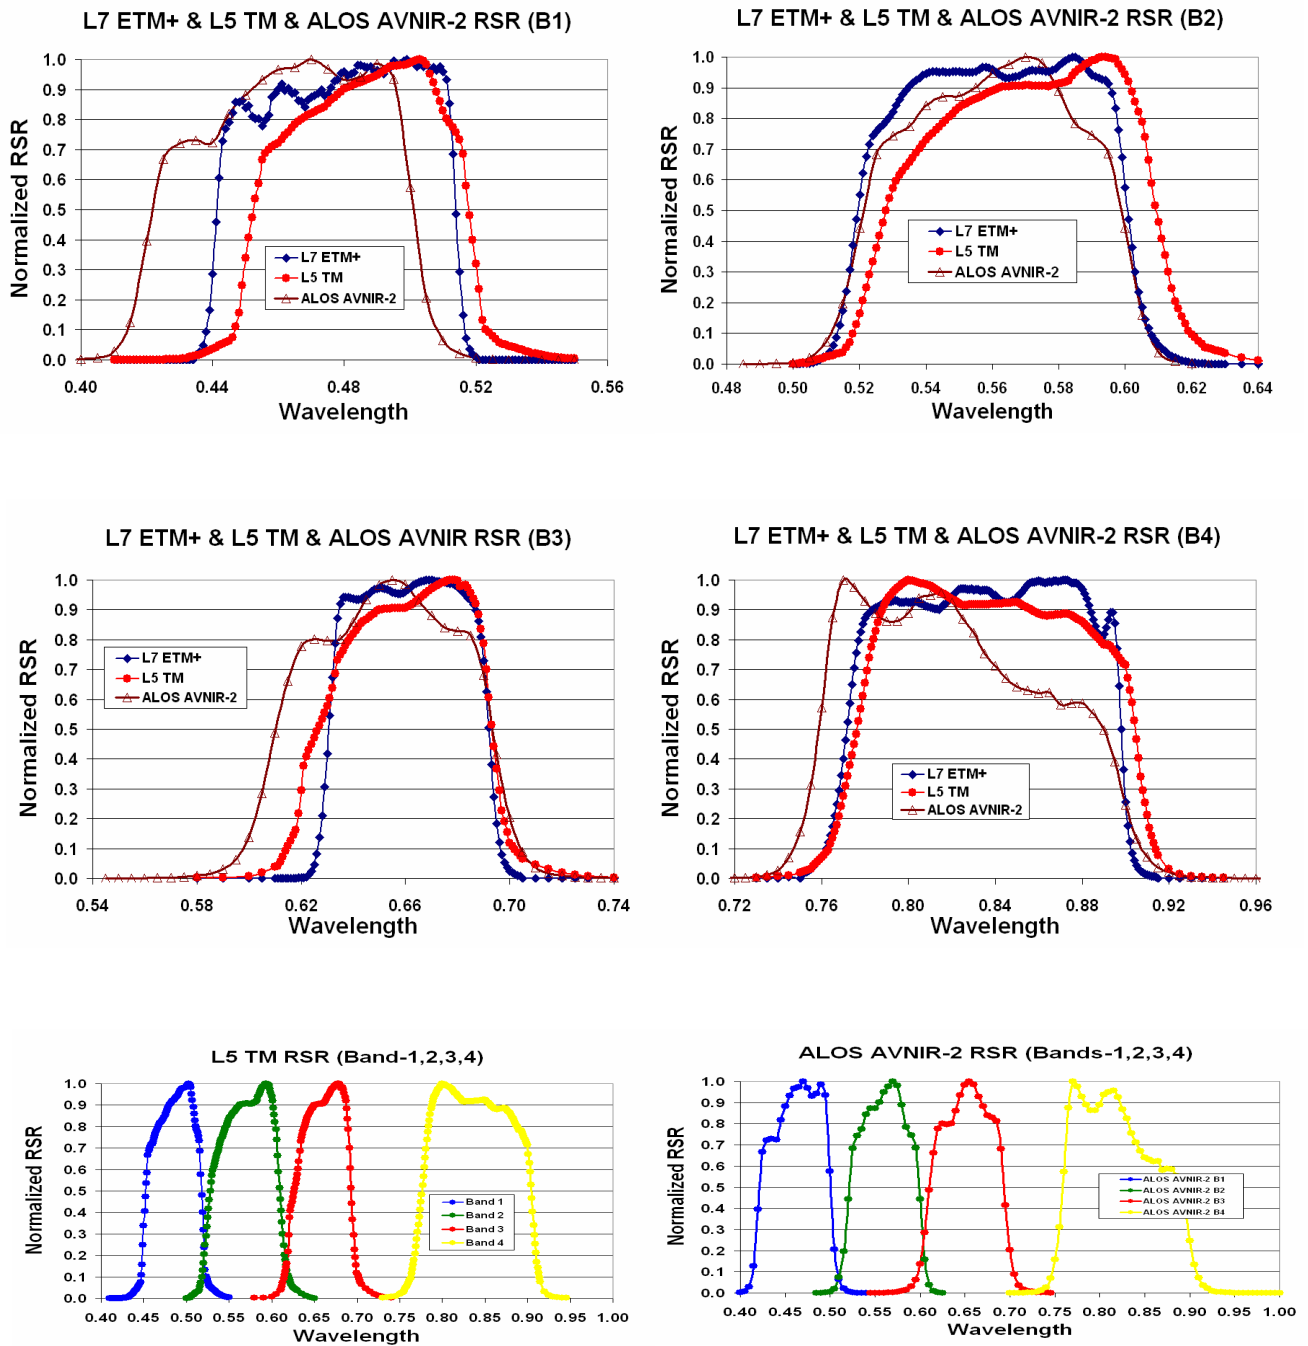 L7 ETM+ & L5 TM & ALOS AVNIR-2 RSR (B1)
Normalized RSR
1.0
0.9
0.8
0.7
0.6
0.5
0.4
0.3
0.2
0.1
0.0
L7 ETM+
L5 TM
ALOS AVNIR-2
0.40 0.44 0.48 0.52 0.56
Wavelength
L7 ETM+ & L5 TM & ALOS AVNIR-2 RSR (B2)
Normalized RSR
1.0
0.9
0.8
0.7
0.6
0.5
0.4
0.3
0.2
0.1
0.0
L7 ETM+
L5 TM
ALOS AVNIR-2
0.48 0.50 0.52 0.54 0.56 0.58 0.60 0.62 0.64
Wavelength
L7 ETM+ & L5 TM & ALOS AVNIR RSR (B3)
Normalized RSR
1.0
0.9
0.8
0.7
0.6
0.5
0.4
0.3
0.2
0.1
0.0
L7 ETM+
L5 TM
ALOS AVNIR-2
0.54 0.58 0.62 0.66 0.70 0.74
Wavelength
L7 ETM+ & L5 TM & ALOS AVNIR-2 RSR (B4)
Normalized RSR
1.0
0.9
0.8
0.7
0.6
0.5
0.4
0.3
0.2
0.1
0.0
L7 ETM+
L5 TM
ALOS AVNIR-2
0.72 0.76 0.80 0.84 0.88 0.92 0.96
Wavelength
L5 TM RSR (Band-1,2,3,4)
Normalized RSR
1.0
0.9
0.8
0.7
0.6
0.5
0.4
0.3
0.2
0.1
0.0
Band 1
Band 2
Band 3
Band 4
0.40 0.45 0.50 0.55 0.60 0.65 0.70 0.75 0.80 0.85 0.90 0.95 1.00
Wavelength
ALOS AVNIR-2 RSR (Bands-1,2,3,4)
Normalized RSR
1.0
0.9
0.8
0.7
0.6
0.5
0.4
0.3
0.2
0.1
0.0
ALOS AVNIR-2 B1
ALOS AVNIR-2 B2
ALOS AVNIR-2 B3
ALOS AVNIR-2 B4
0.40 0.45 0.50 0.55 0.60 0.65 0.70 0.75 0.80 0.85 0.90 0.95 1.00
Wavelength